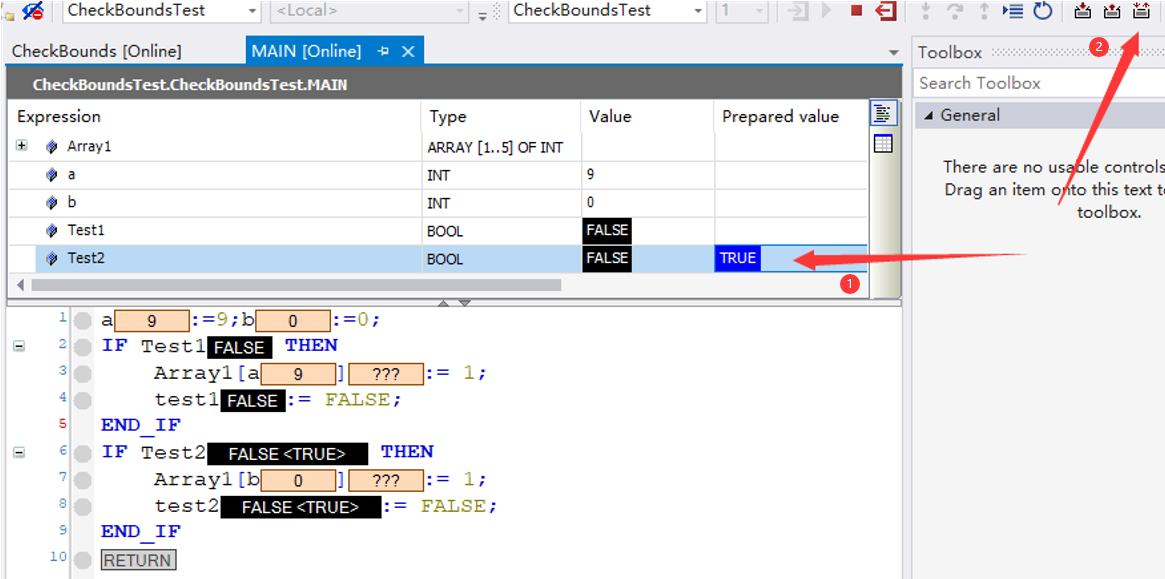 CheckBoundsTest <Local> CheckBoundsTest 1
CheckBounds [Online] MAIN [Online]
2
Toolbox
CheckBoundsTest.CheckBoundsTest.MAIN
Search Toolbox
Expression Type Value Prepared value
General
Array1 ARRAY [1..5] OF INT
a INT 9
b INT 0
Test1 BOOL FALSE
Test2 BOOL FALSE TRUE
There are no usable controls
Drag an item onto this text to
toolbox.
1
1 a 9 :=9;b 0 :=0;
2 IF Test1 FALSE THEN
3 Array1[a 9 ] ??? := 1;
4 test1 FALSE := FALSE;
5 END_IF
6 IF Test2 FALSE <TRUE> THEN
7 Array1[b 0 ] ??? := 1;
8 test2 FALSE <TRUE> := FALSE;
9 END_IF
10 RETURN